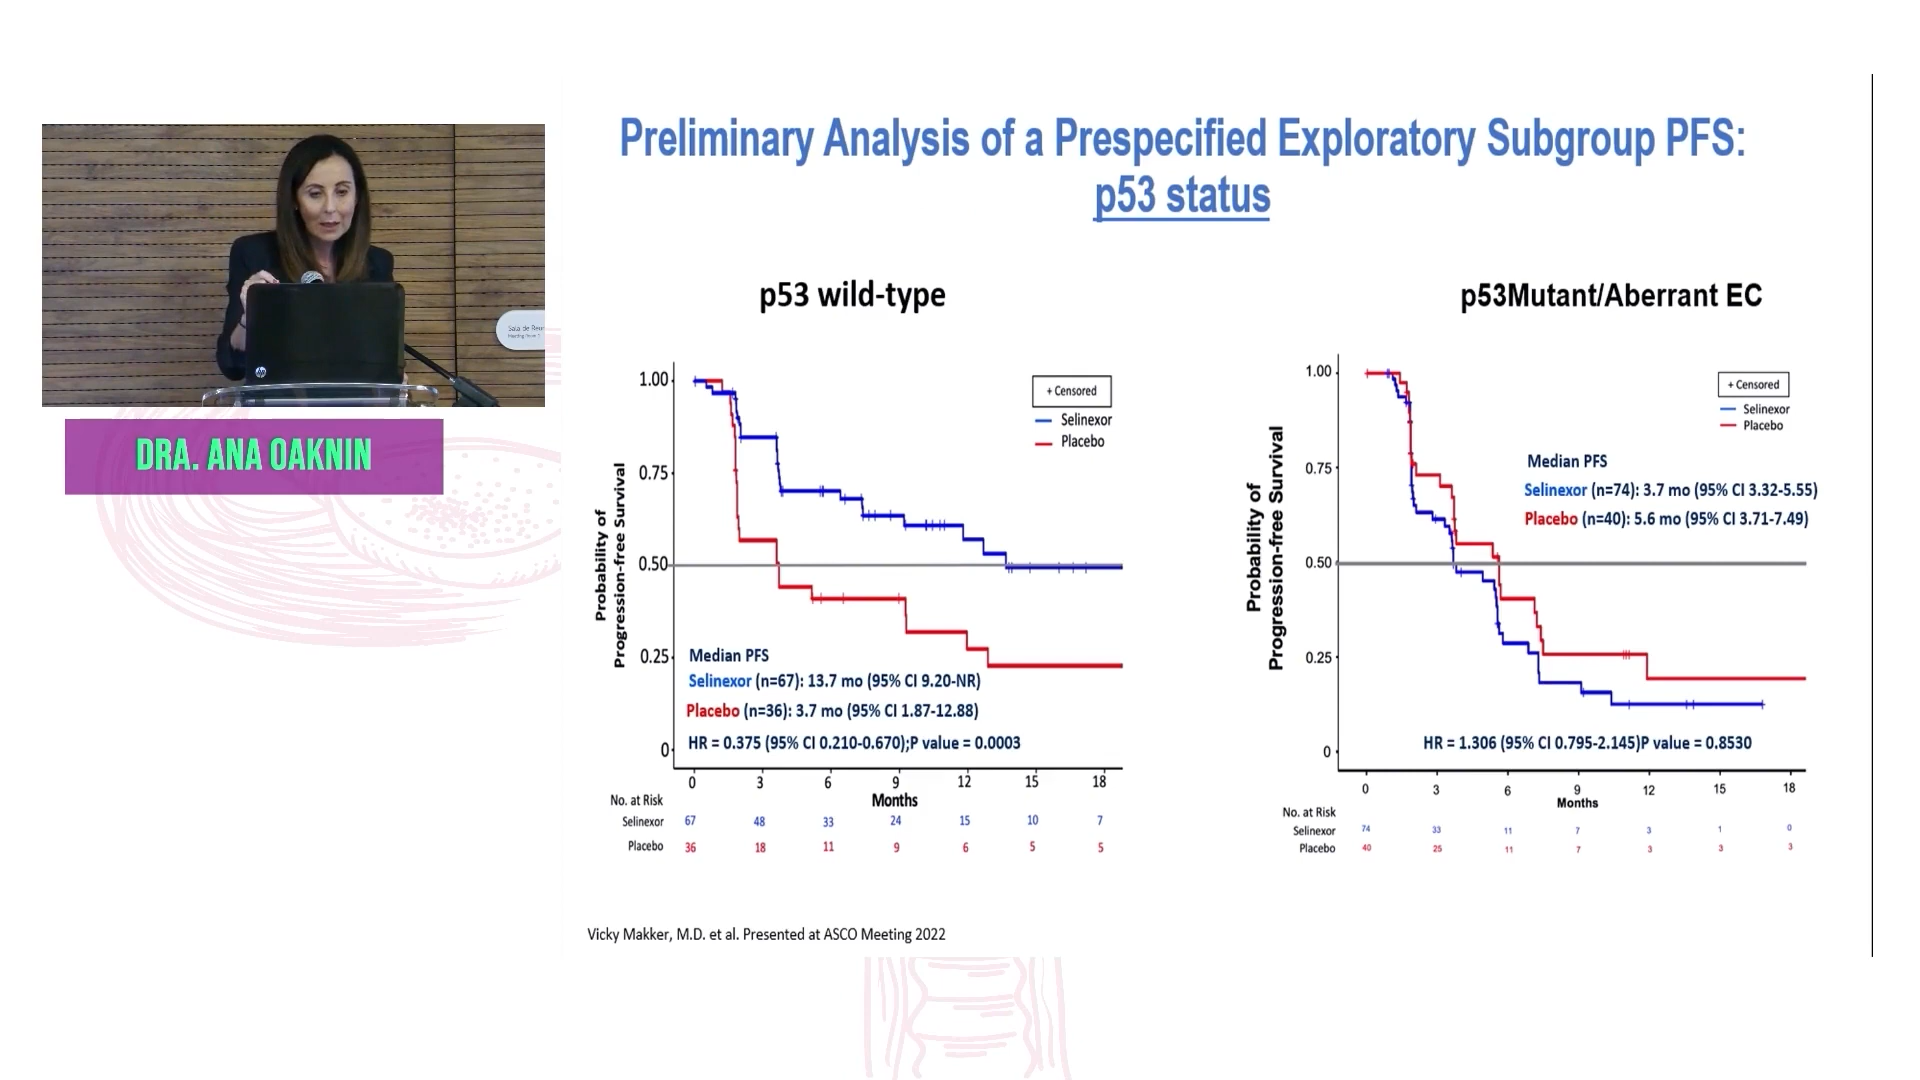 Preliminary Analysis of a Prespecified Exploratory Subgroup PFS:
p53 status
DRA. ANA OAKNIN
p53 wild-type
1.00
0.75
0.50
0.25
0
Probability of
Progression-free Survival
+ Censored
Selinexor
Placebo
Median PFS
Selinexor (n=67): 13.7 mo (95% CI 9.20-NR)
Placebo (n=36): 3.7 mo (95% CI 1.87-12.88)
HR = 0.375 (95% CI 0.210-0.670);P value = 0.0003
0 3 6 9 12 15 18
Months
No. at Risk
Selinexor 67 48 33 24 15 10 7
Placebo 36 18 11 9 6 5 5
p53Mutant/Aberrant EC
1.00
0.75
0.50
0.25
0
Probability of
Progression-free Survival
+ Censored
Selinexor
Placebo
Median PFS
Selinexor (n=74): 3.7 mo (95% CI 3.32-5.55)
Placebo (n=40): 5.6 mo (95% CI 3.71-7.49)
HR = 1.306 (95% CI 0.795-2.145)P value = 0.8530
0 3 6 9 12 15 18
Months
No. at Risk
Selinexor 74 33 11 7 3 1 0
Placebo 40 25 11 7 3 3 3
Vicky Makker, M.D. et al. Presented at ASCO Meeting 2022
Sala de
hp